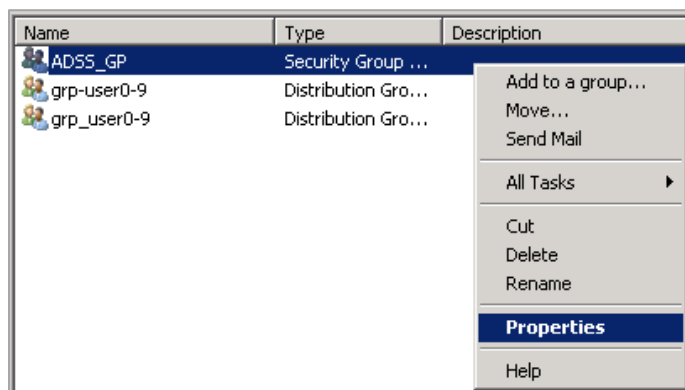 Name Type Description
ADSS_GP Security Group ...
grp-user0-9 Distribution Gro...
grp_user0-9 Distribution Gro...
Add to a group...
Move...
Send Mail
All Tasks
Cut
Delete
Rename
Properties
Help